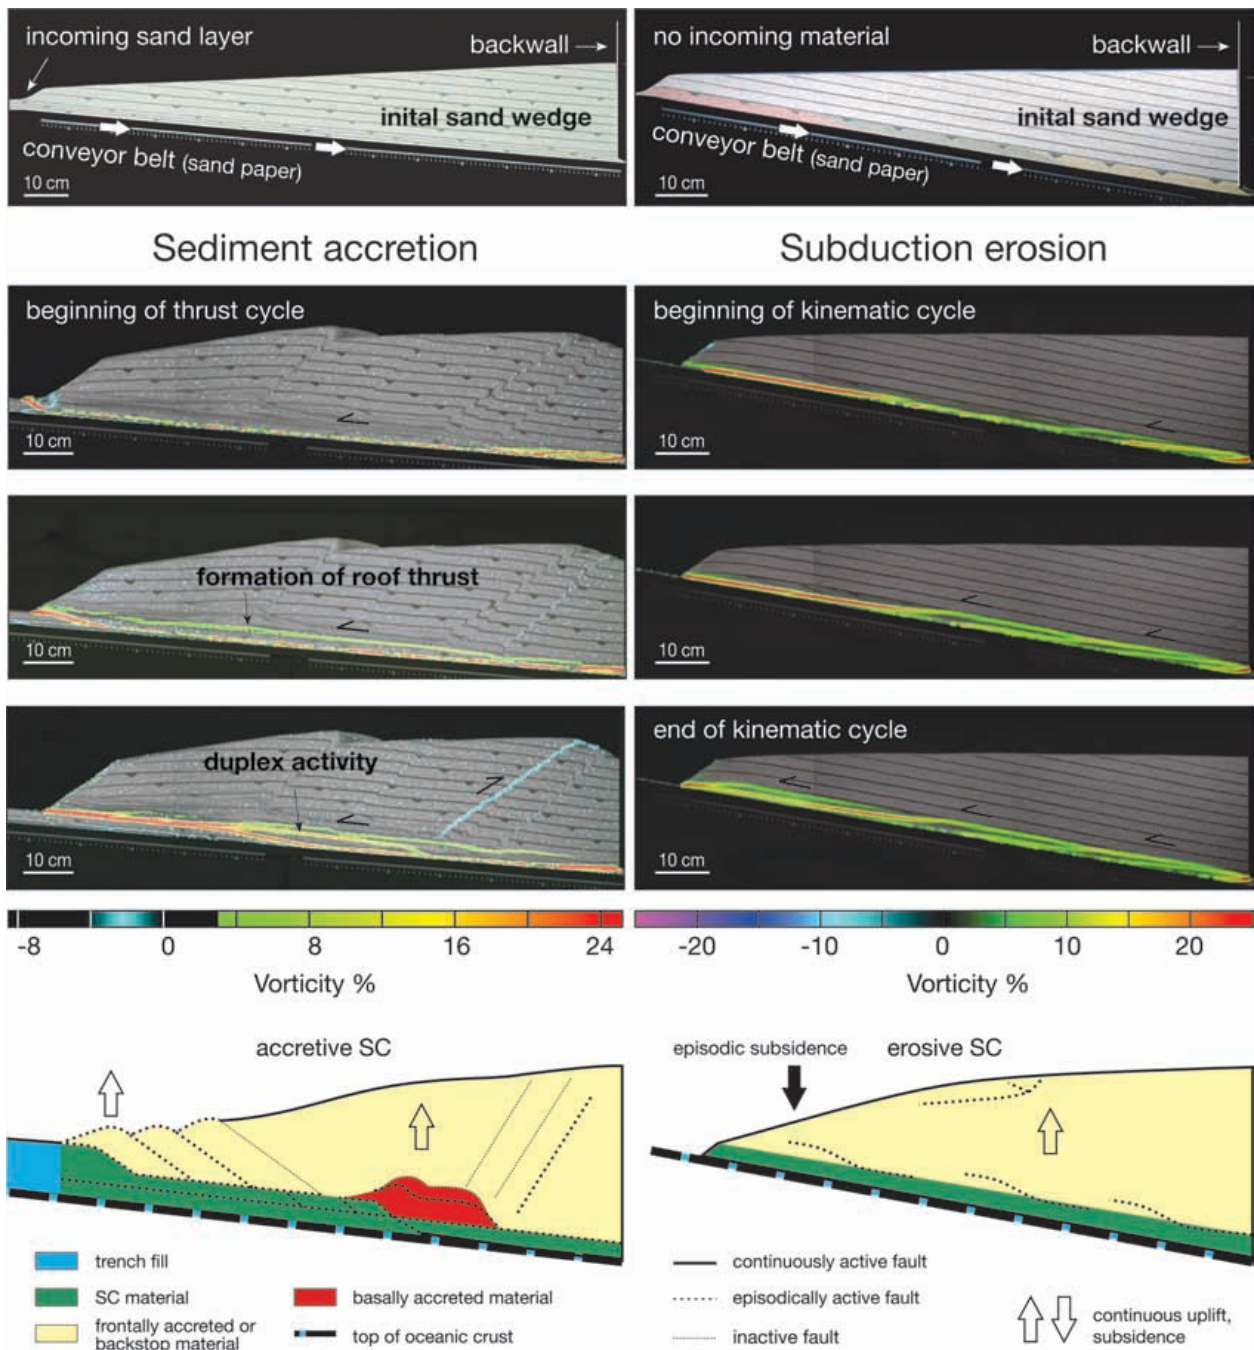 incoming sand layer
backwall
inital sand wedge
conveyor belt (sand paper)
10 cm
no incoming material
backwall
inital sand wedge
conveyor belt (sand paper)
10 cm
Sediment accretion
Subduction erosion
beginning of thrust cycle
10 cm
beginning of kinematic cycle
10 cm
formation of roof thrust
10 cm
10 cm
duplex activity
10 cm
end of kinematic cycle
10 cm
-8 0 8 16 24
Vorticity %
-20 -10 0 10 20
Vorticity %
accretive SC
episodic subsidence
erosive SC
trench fill
SC material
frontally accreted or
backstop material
basally accreted material
top of oceanic crust
continuously active fault
episodically active fault
inactive fault
continuous uplift,
subsidence